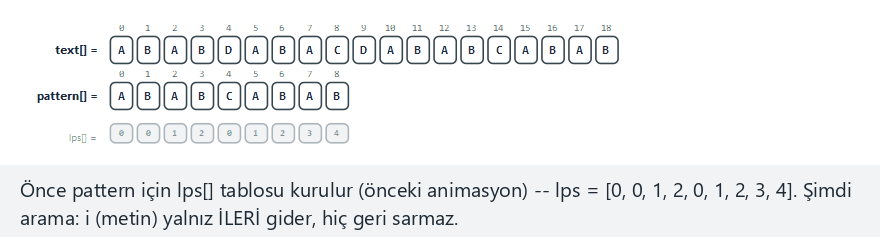 0 1 2 3 4 5 6 7 8 9 10 11 12 13 14 15 16 17 18
text[] = A B A B D A B A C D A B A B C A B A B
0 1 2 3 4 5 6 7 8
pattern[] = A B A B C A B A B
lps[] = 0 0 1 2 0 1 2 3 4
Önce pattern için lps[] tablosu kurulur (önceki animasyon) -- lps = [0, 0, 1, 2, 0, 1, 2, 3, 4]. Şimdi
arama: i (metin) yalnız İLERİ gider, hiç geri sarmaz.